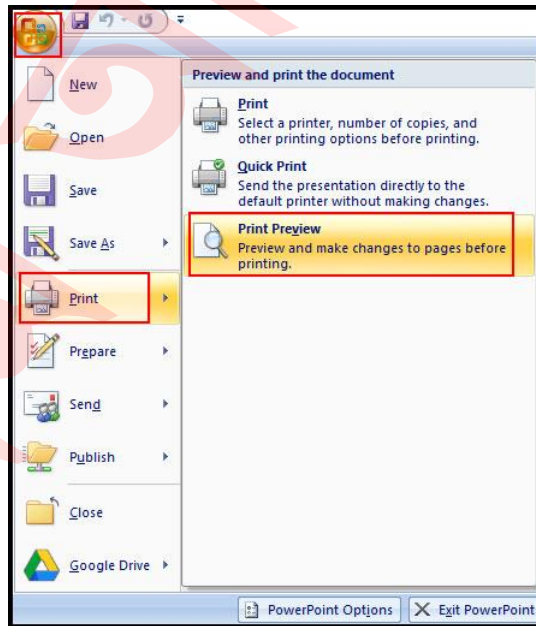 New
Open
Save
Save As
Print
Prepare
Send
Publish
Close
Google Drive
Preview and print the document
Print
Select a printer, number of copies, and
other printing options before printing.
Quick Print
Send the presentation directly to the
default printer without making changes.
Print Preview
Preview and make changes to pages before
printing.
PowerPoint Options
Exit PowerPoint